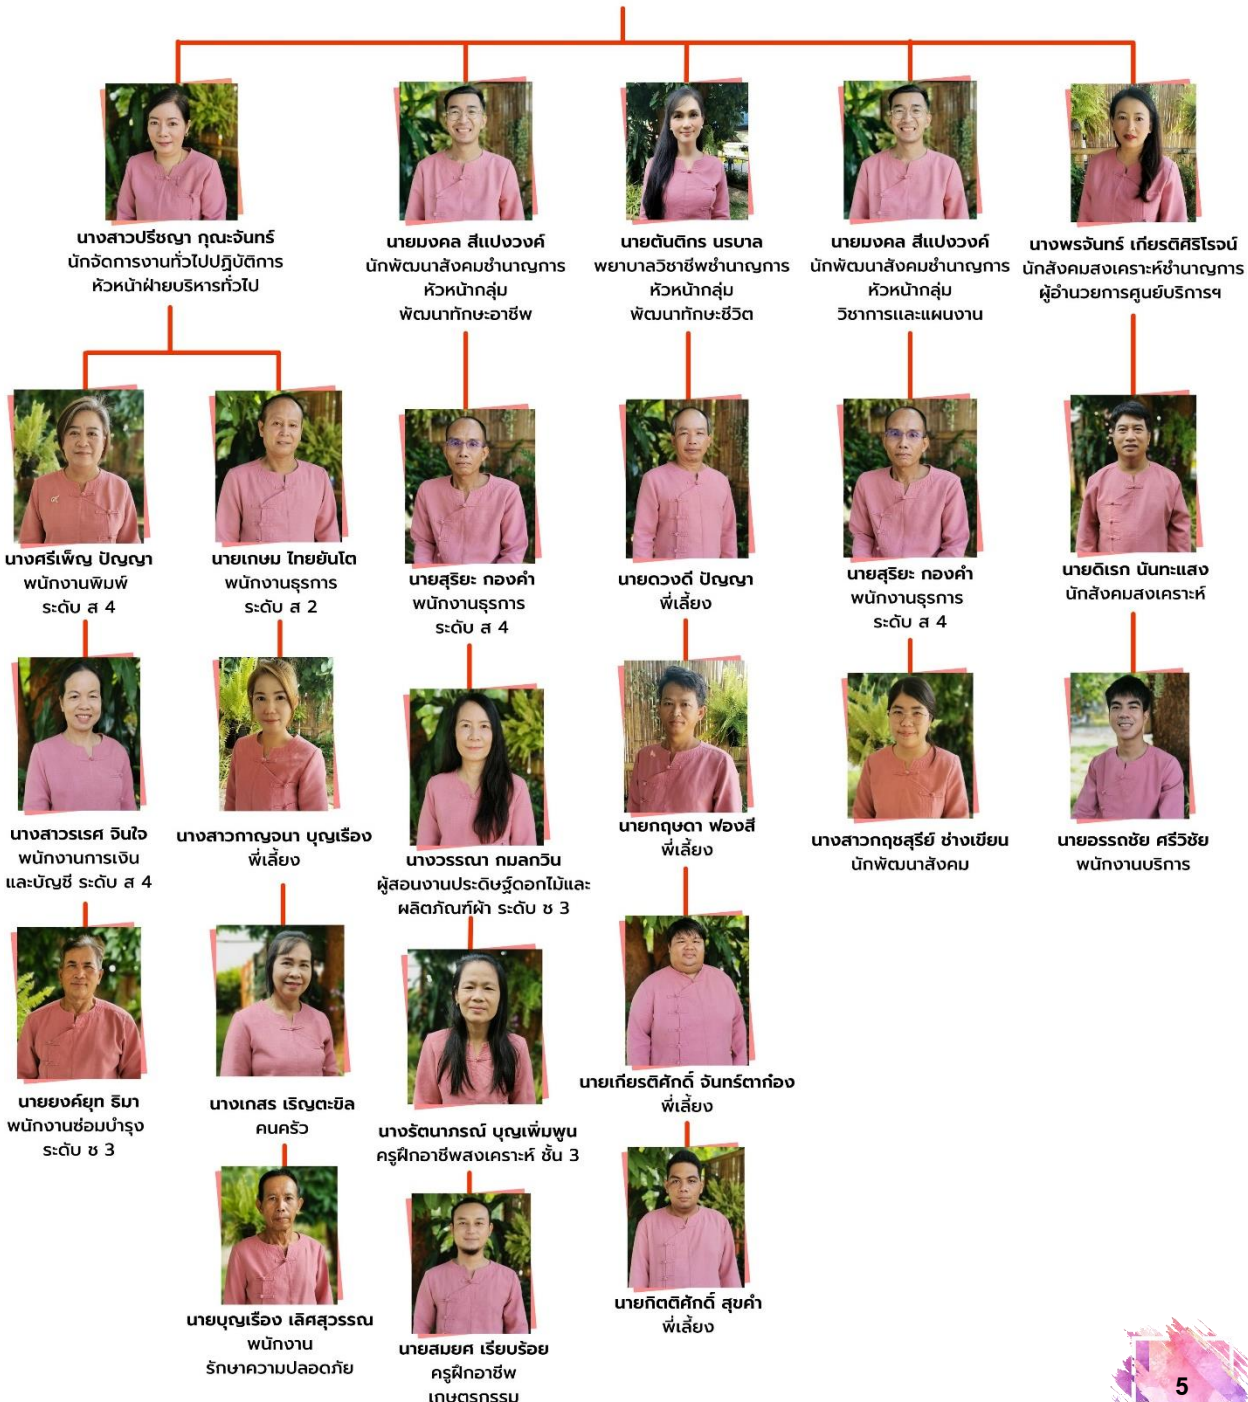 นางสาวปรีชญา กุณะจันทร์
นักจัดการงานทั่วไปปฏิบัติการ
หัวหน้าฝ่ายบริหารทั่วไป
นายมงคล สีแปงวงค์
นักพัฒนาสังคมชำนาญการ
หัวหน้ากลุ่ม
พัฒนาทักษะอาชีพ
นายตันติกร นรบาล
พยาบาลวิชาชีพชำนาญการ
หัวหน้ากลุ่ม
พัฒนาทักษะชีวิต
นายมงคล สีแปงวงค์
นักพัฒนาสังคมชำนาญการ
หัวหน้ากลุ่ม
วิชาการและแผนงาน
นางพรจันทร์ เกียรติศิริโรจน์
นักสังคมสงเคราะห์ชำนาญการ
ผู้อำนวยการศูนย์บริการฯ
นางศรีเพ็ญ ปัญญา
พนักงานพิมพ์
ระดับ ส 4
นายเกษม ไทยยันโต
พนักงานธุรการ
ระดับ ส 2
นายสุริยะ กองคำ
พนักงานธุรการ
ระดับ ส 4
นายดวงดี ปัญญา
พี่เลี้ยง
นายสุริยะ กองคำ
พนักงานธุรการ
ระดับ ส 4
นายดิเรก นันทะแสง
นักสังคมสงเคราะห์
นางสาวรเรศ จินใจ
พนักงานการเงิน
และบัญชี ระดับ ส 4
นางสาวกาญจนา บุญเรือง
พี่เลี้ยง
นางวรรณา กมลกวิน
ผู้สอนงานประดิษฐ์ดอกไม้และ
ผลิตภัณฑ์ผ้า ระดับ ช 3
นายกฤษดา ฟองสี
พี่เลี้ยง
นางสาวกฤชสุรีย์ ช่างเขียน
นักพัฒนาสังคม
นายอรรถชัย ศรีวิชัย
พนักงานบริการ
นายยงค์ยุท ธิมา
พนักงานซ่อมบำรุง
ระดับ ช 3
นางเกสร เริญตะขิล
คนครัว
นางรัตนาภรณ์ บุญเพิ่มพูน
ครูฝึกอาชีพสงเคราะห์ ชั้น 3
นายเกียรติศักดิ์ จันทร์ตาก๋อง
พี่เลี้ยง
นายบุญเรือง เลิศสุวรรณ
พนักงาน
รักษาความปลอดภัย
นายสมยศ เรียบร้อย
ครูฝึกอาชีพ
เกษตรกรรม
นายกิตติศักดิ์ สุขคำ
พี่เลี้ยง
5